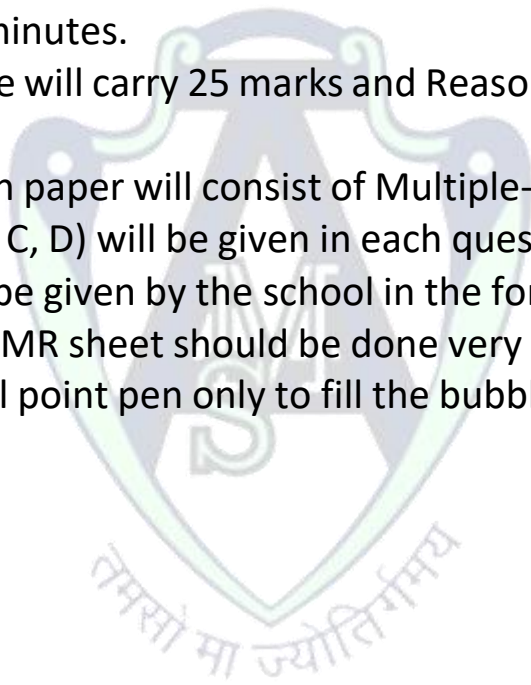 minutes.
e will carry 25 marks and Reaso
n paper will consist of Multiple-
C, D) will be given in each ques
be given by the school in the for
MR sheet should be done very
l point pen only to fill the bubbl
A
M
S
तमसो मा ज्योतिर्गमय